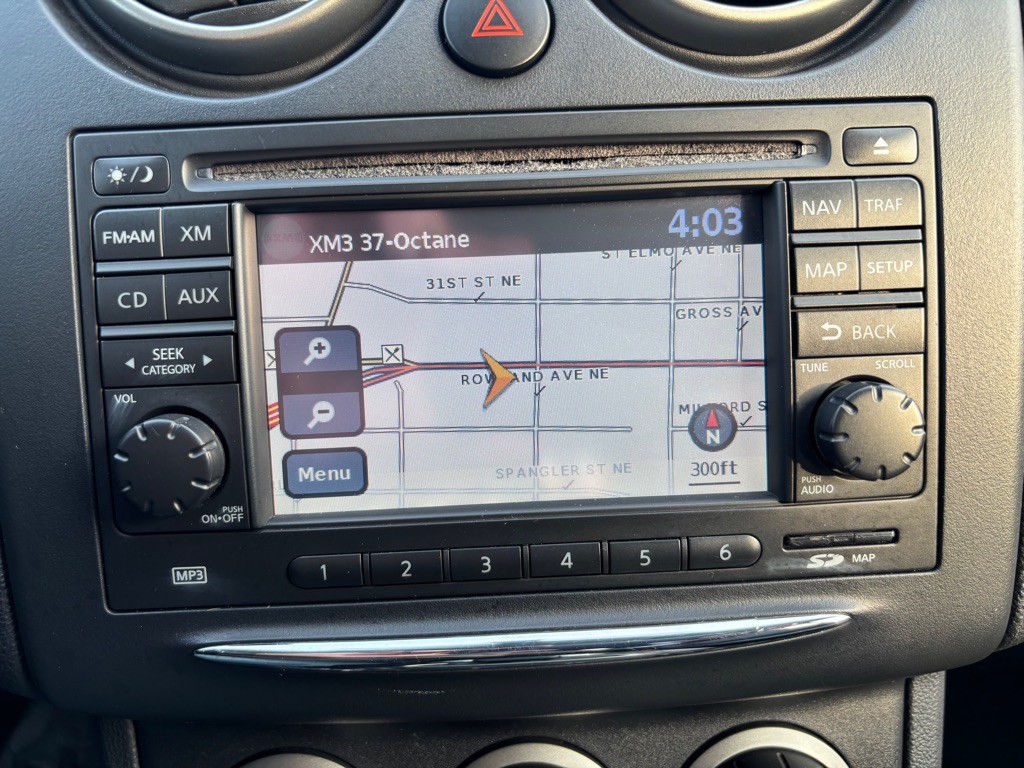 FM·AM
XM
CD
AUX
SEEK
CATEGORY
VOL
PUSH
ON•OFF
MP3
XM3 37-Octane
4:03
ST ELMO AVE NE
31ST ST NE
GROSS AV
ROWLAND AVE NE
MILFORD S
N
SPANGLER ST NE
300ft
Menu
NAV
TRAF
MAP
SETUP
BACK
TUNE
SCROLL
PUSH
AUDIO
1
2
3
4
5
6
SD
MAP